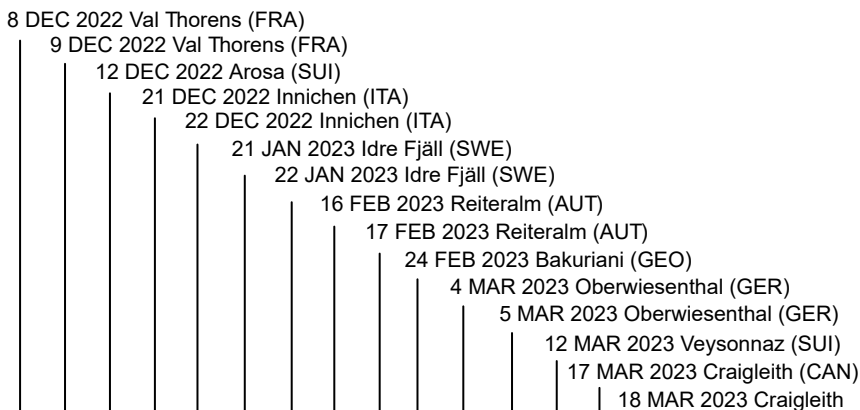 8 DEC 2022 Val Thorens (FRA)
9 DEC 2022 Val Thorens (FRA)
12 DEC 2022 Arosa (SUI)
21 DEC 2022 Innichen (ITA)
22 DEC 2022 Innichen (ITA)
21 JAN 2023 Idre Fjäll (SWE)
22 JAN 2023 Idre Fjäll (SWE)
16 FEB 2023 Reiteralm (AUT)
17 FEB 2023 Reiteralm (AUT)
24 FEB 2023 Bakuriani (GEO)
4 MAR 2023 Oberwiesenthal (GER)
5 MAR 2023 Oberwiesenthal (GER)
12 MAR 2023 Veysonnaz (SUI)
17 MAR 2023 Craigleith (CAN)
18 MAR 2023 Craigleith